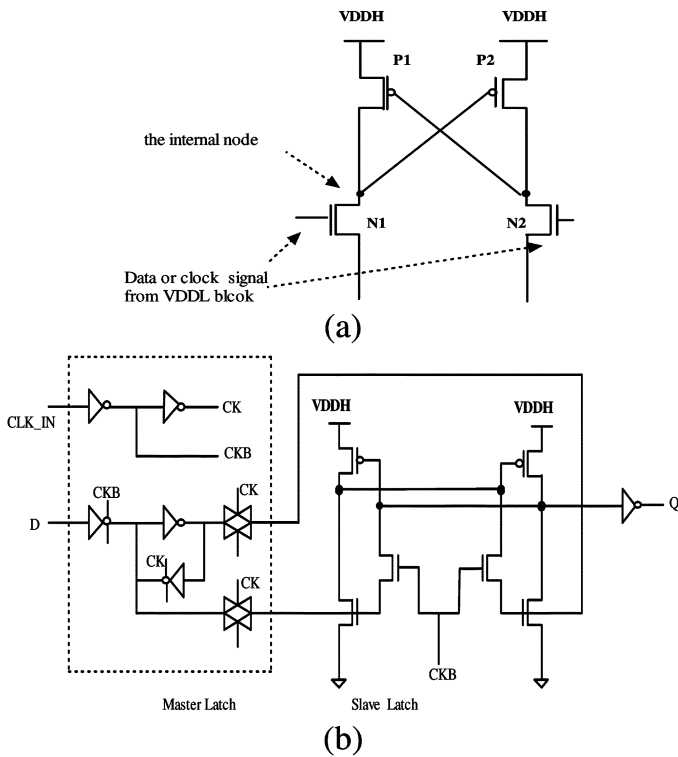 VDDH VDDH
P1 P2
the internal node
N1 N2
Data or clock signal
from VDDL blcok
(a)
CLK_IN CK
CKB
VDDH VDDH
D CKB CK Q
CK
CK
CKB
Master Latch Slave Latch
(b)